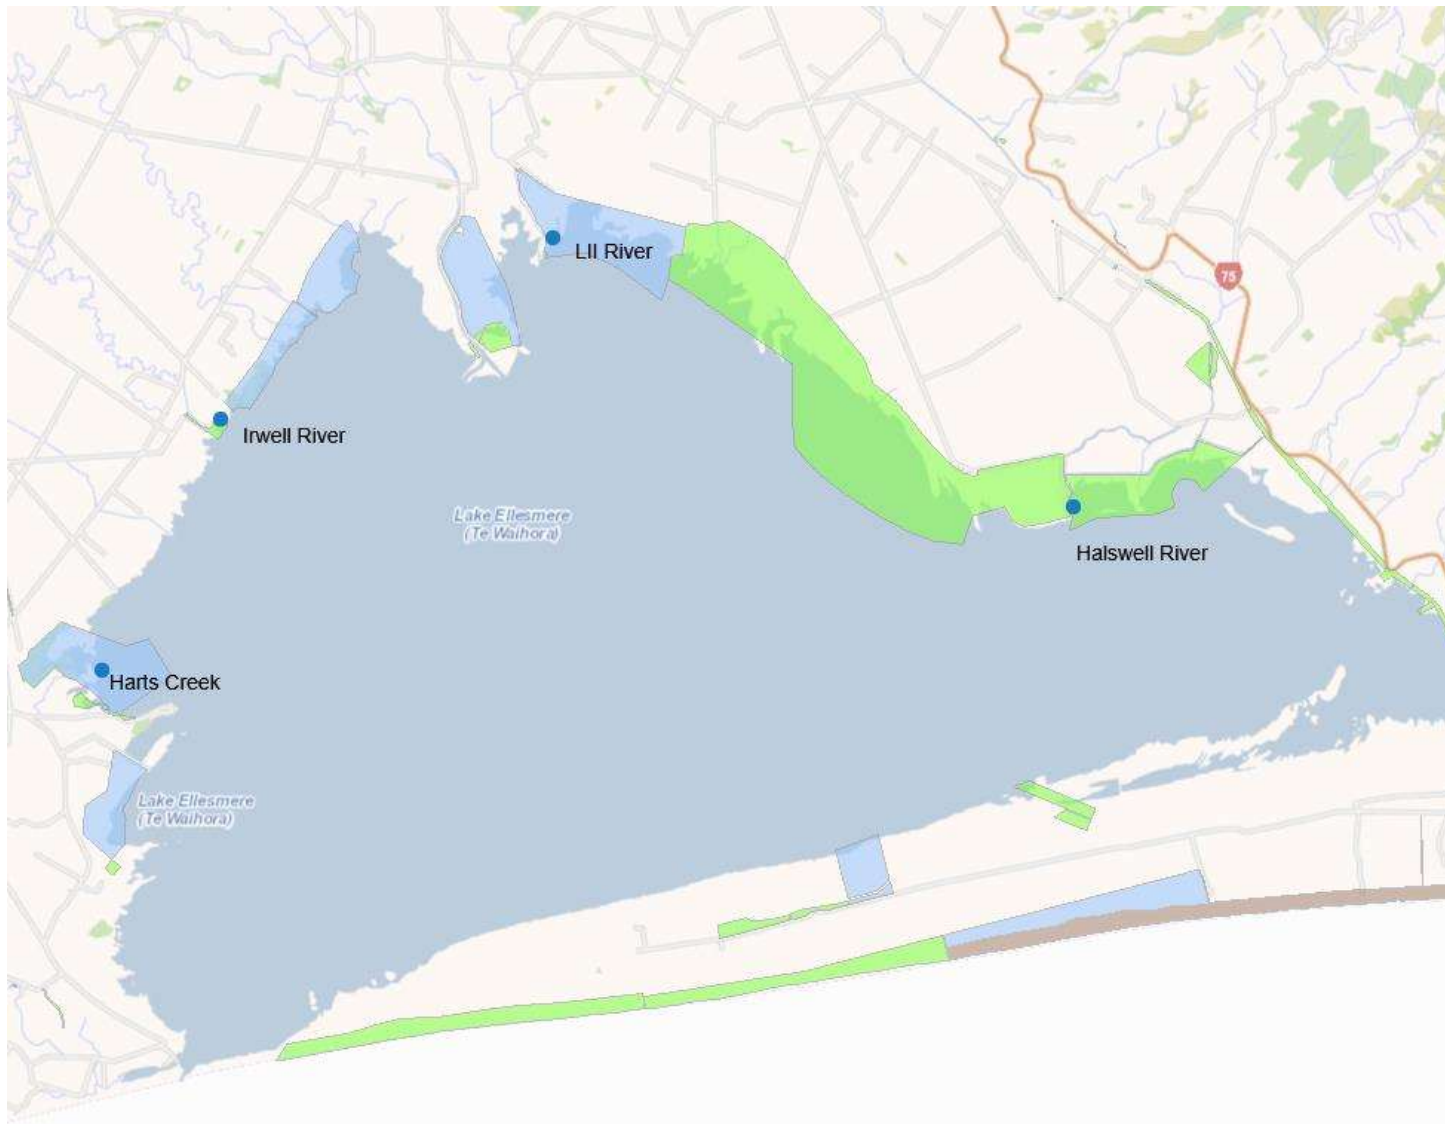 LII River
75
Irwell River
Lake Ellesmere
(Te Waihora)
Halswell River
Harts Creek
Lake Ellesmere
(Te Waihora)